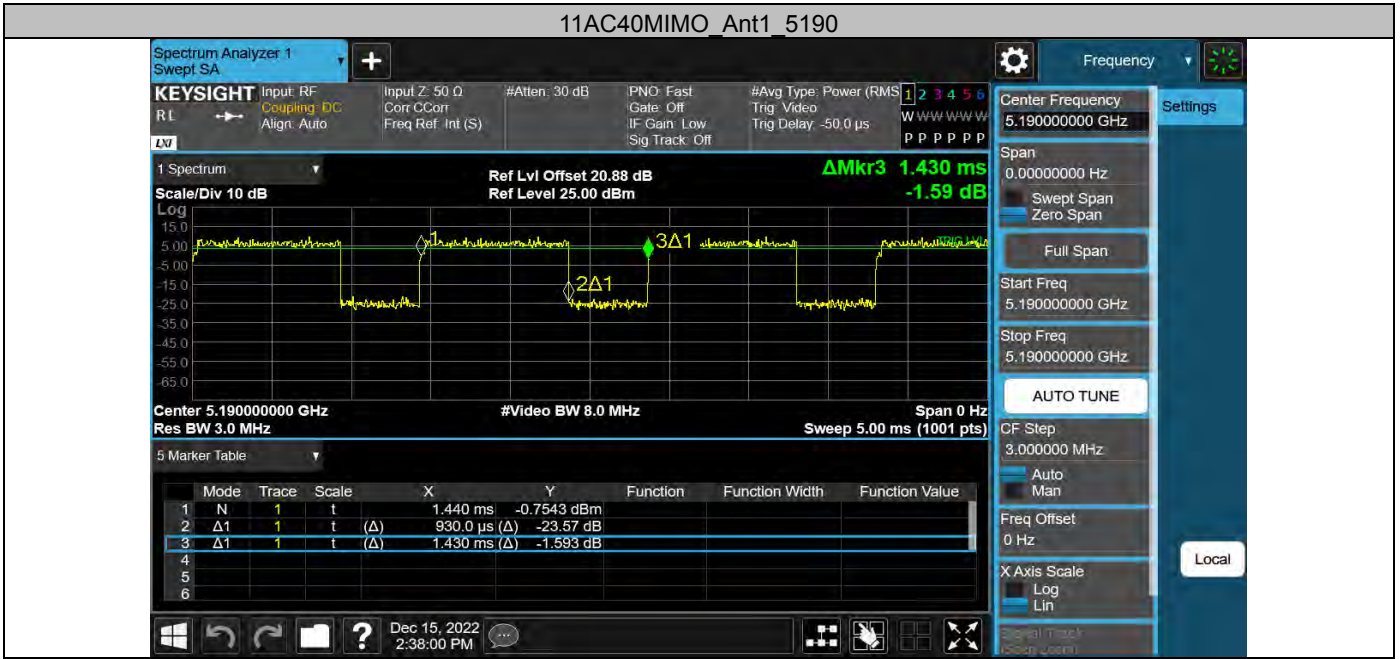 11AC40MIMO_Ant1_5190
Spectrum Analyzer 1
Swept SA
+
Frequency
KEYSIGHT
RL
LXI
Input: RF
Coupling: DC
Align: Auto
Input Z: 50 Ω
Corr CCorr
Freq Ref: Int (S)
#Atten: 30 dB
PNO: Fast
Gate: Off
IF Gain: Low
Sig Track: Off
#Avg Type: Power (RMS
Trig: Video
Trig Delay: -50.0 µs
1 2 3 4 5 6
W W W W W W
P P P P P P
1 Spectrum
Scale/Div 10 dB
Ref Lvl Offset 20.88 dB
Ref Level 25.00 dBm
ΔMkr3 1.430 ms
-1.59 dB
Log
15.0
5.00
-5.00
-15.0
-25.0
-35.0
-45.0
-55.0
-65.0
1
2Δ1
3Δ1
TRIG LVL
Center 5.190000000 GHz
#Video BW 8.0 MHz
Span 0 Hz
Res BW 3.0 MHz
Sweep 5.00 ms (1001 pts)
5 Marker Table
Mode Trace Scale X Y Function Function Width Function Value
1 N 1 t 1.440 ms -0.7543 dBm
2 Δ1 1 t (Δ) 930.0 µs (Δ) -23.57 dB
3 Δ1 1 t (Δ) 1.430 ms (Δ) -1.593 dB
4
5
6
Dec 15, 2022
2:38:00 PM
?
Center Frequency
5.190000000 GHz
Settings
Span
0.00000000 Hz
Swept Span
Zero Span
Full Span
Start Freq
5.190000000 GHz
Stop Freq
5.190000000 GHz
AUTO TUNE
CF Step
3.000000 MHz
Auto
Man
Freq Offset
0 Hz
X Axis Scale
Log
Lin
Signal Track
(Span Zoom)
Local